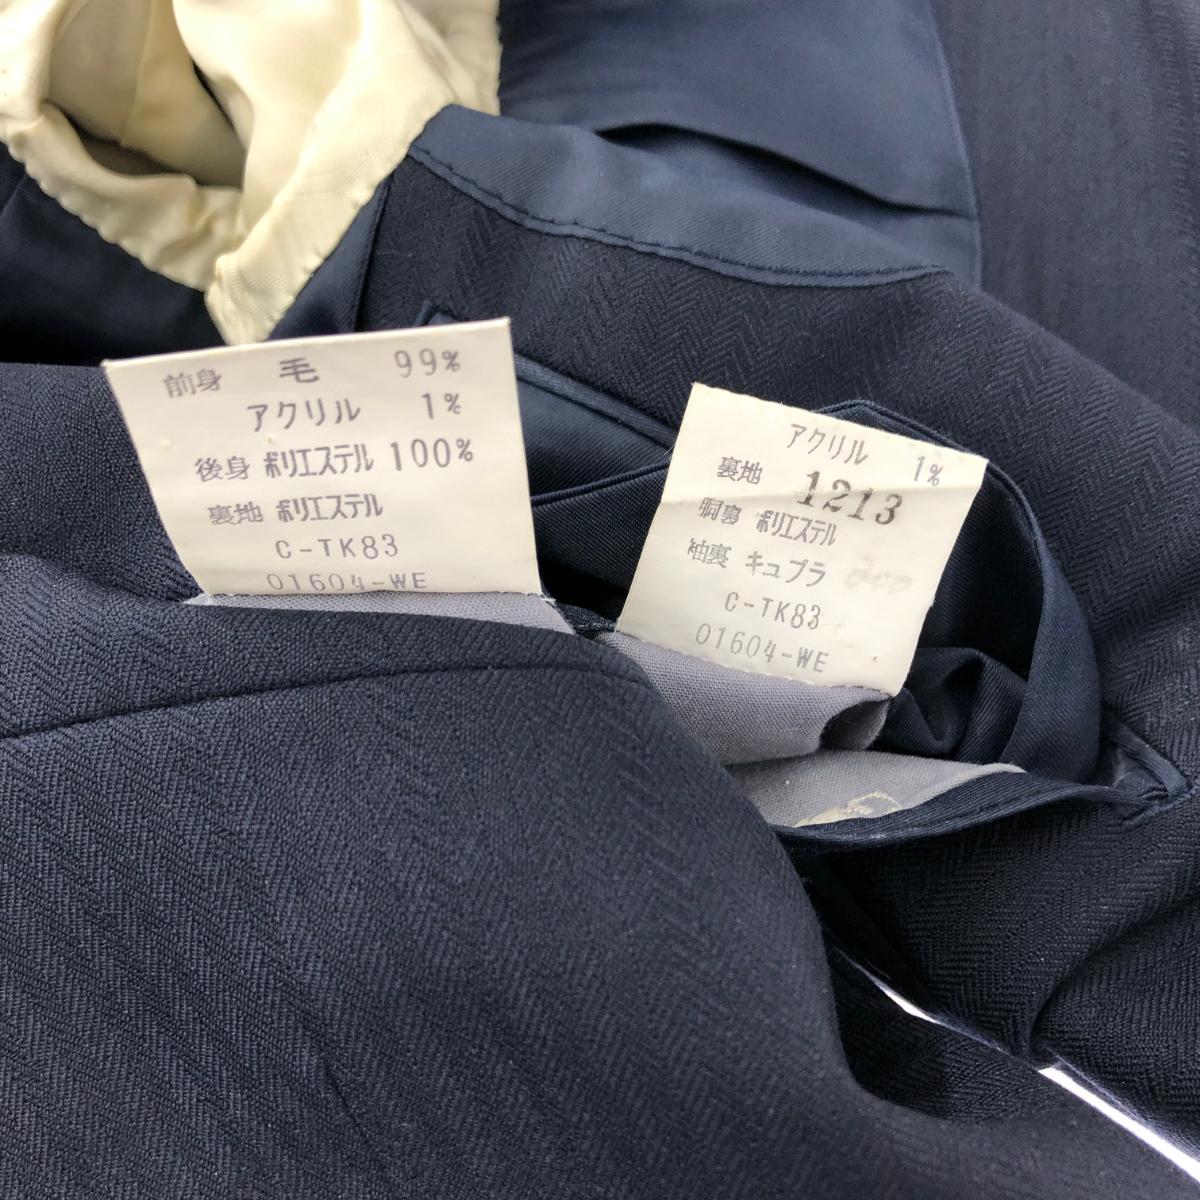 前身 毛 99%
アクリル 1%
後身 ポリエステル 100%
裏地 ポリエステル
C-TK83
01604-WE
アクリル 1%
裏地 1213
胴裏 ポリエステル
袖裏 キュプラ
C-TK83
01604-WE